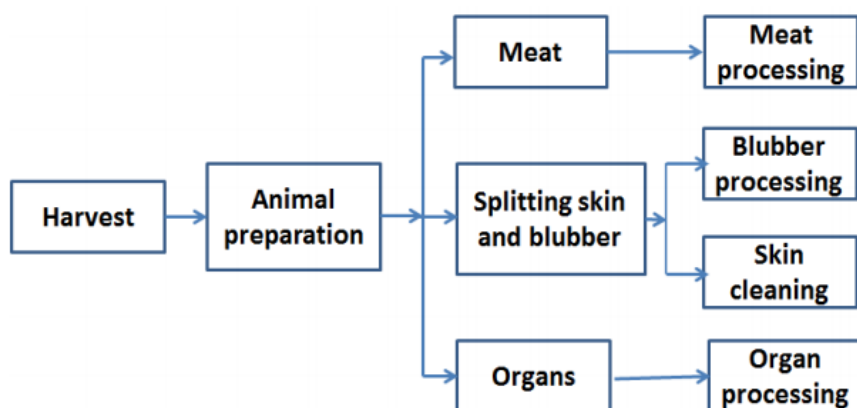 Harvest
Animal
preparation
Meat
Meat
processing
Splitting skin
and blubber
Blubber
processing
Skin
cleaning
Organs
Organ
processing